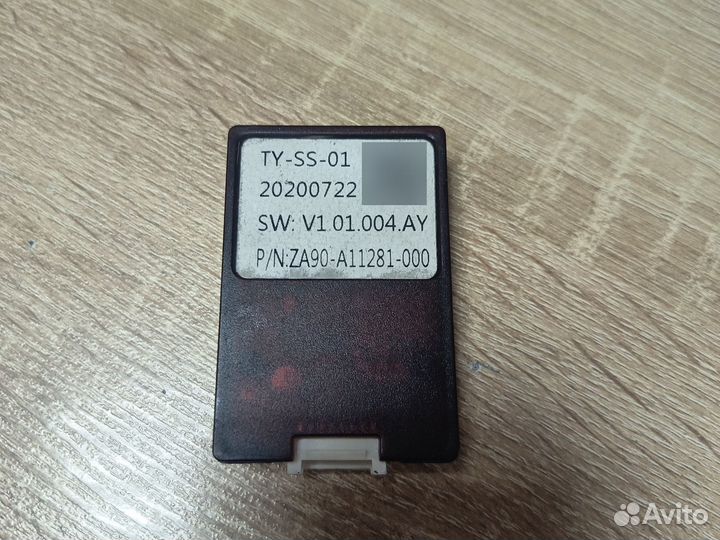 TY-SS-01
20200722
SW: V1.01.004.AY
P/N:ZA90-A11281-000
Avito